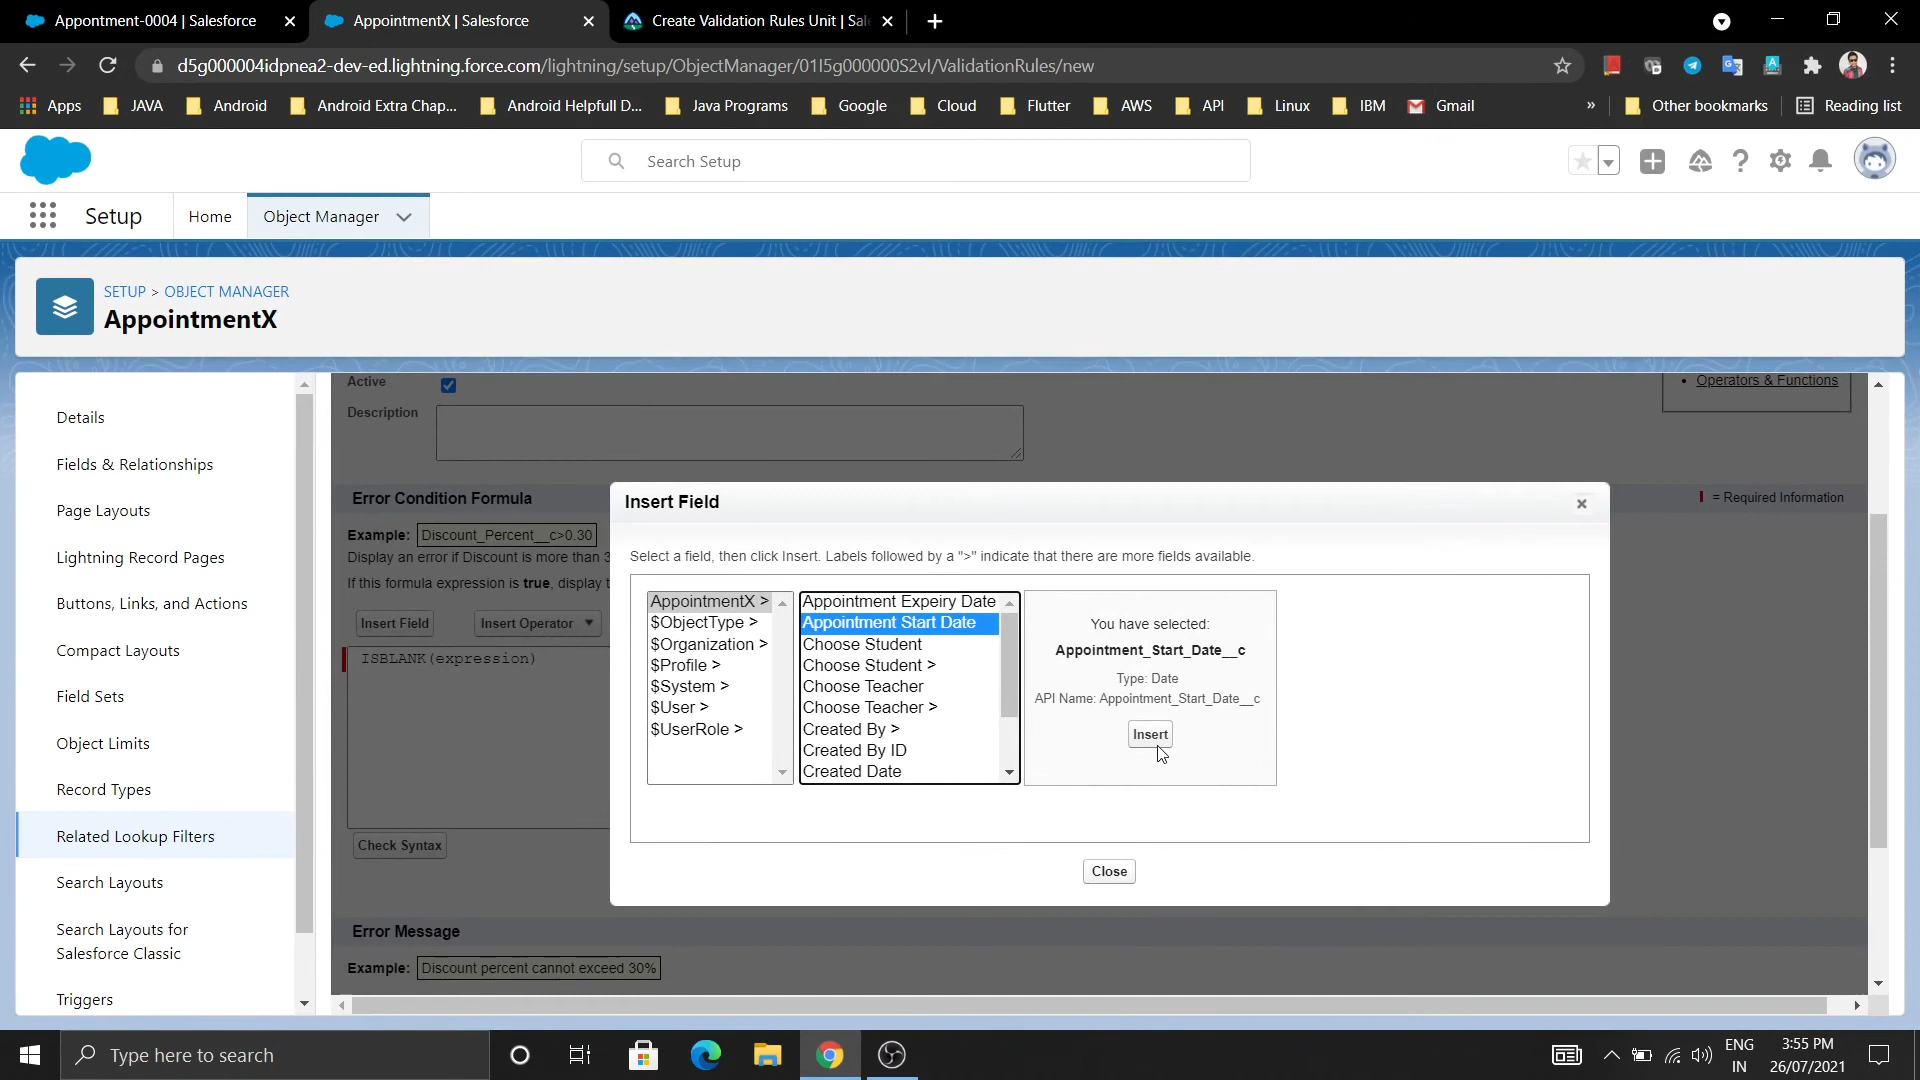 Appontment-0004 | Salesforce
AppointmentX | Salesforce
Create Validation Rules Unit | Sal
d5g000004idpnea2-dev-ed.lightning.force.com/lightning/setup/ObjectManager/01I5g000000S2vI/ValidationRules/new
Apps JAVA Android Android Extra Chap... Android Helpfull D... Java Programs Google Cloud Flutter AWS API Linux IBM Gmail » Other bookmarks Reading list
Search Setup
Setup Home Object Manager
SETUP > OBJECT MANAGER
AppointmentX
Details
Fields & Relationships
Page Layouts
Lightning Record Pages
Buttons, Links, and Actions
Compact Layouts
Field Sets
Object Limits
Record Types
Related Lookup Filters
Search Layouts
Search Layouts for
Salesforce Classic
Triggers
Active
Description
• Operators & Functions
Error Condition Formula
= Required Information
Example: Discount_Percent__c>0.30
Display an error if Discount is more than 3
If this formula expression is true, display t
Insert Field Insert Operator
ISBLANK(expression)
Check Syntax
Error Message
Example: Discount percent cannot exceed 30%
Insert Field
Select a field, then click Insert. Labels followed by a ">" indicate that there are more fields available.
AppointmentX >
$ObjectType >
$Organization >
$Profile >
$System >
$User >
$UserRole >
Appointment Expeiry Date
Appointment Start Date
Choose Student
Choose Student >
Choose Teacher
Choose Teacher >
Created By >
Created By ID
Created Date
You have selected:
Appointment_Start_Date__c
Type: Date
API Name: Appointment_Start_Date__c
Insert
Close
Type here to search
ENG
IN
3:55 PM
26/07/2021